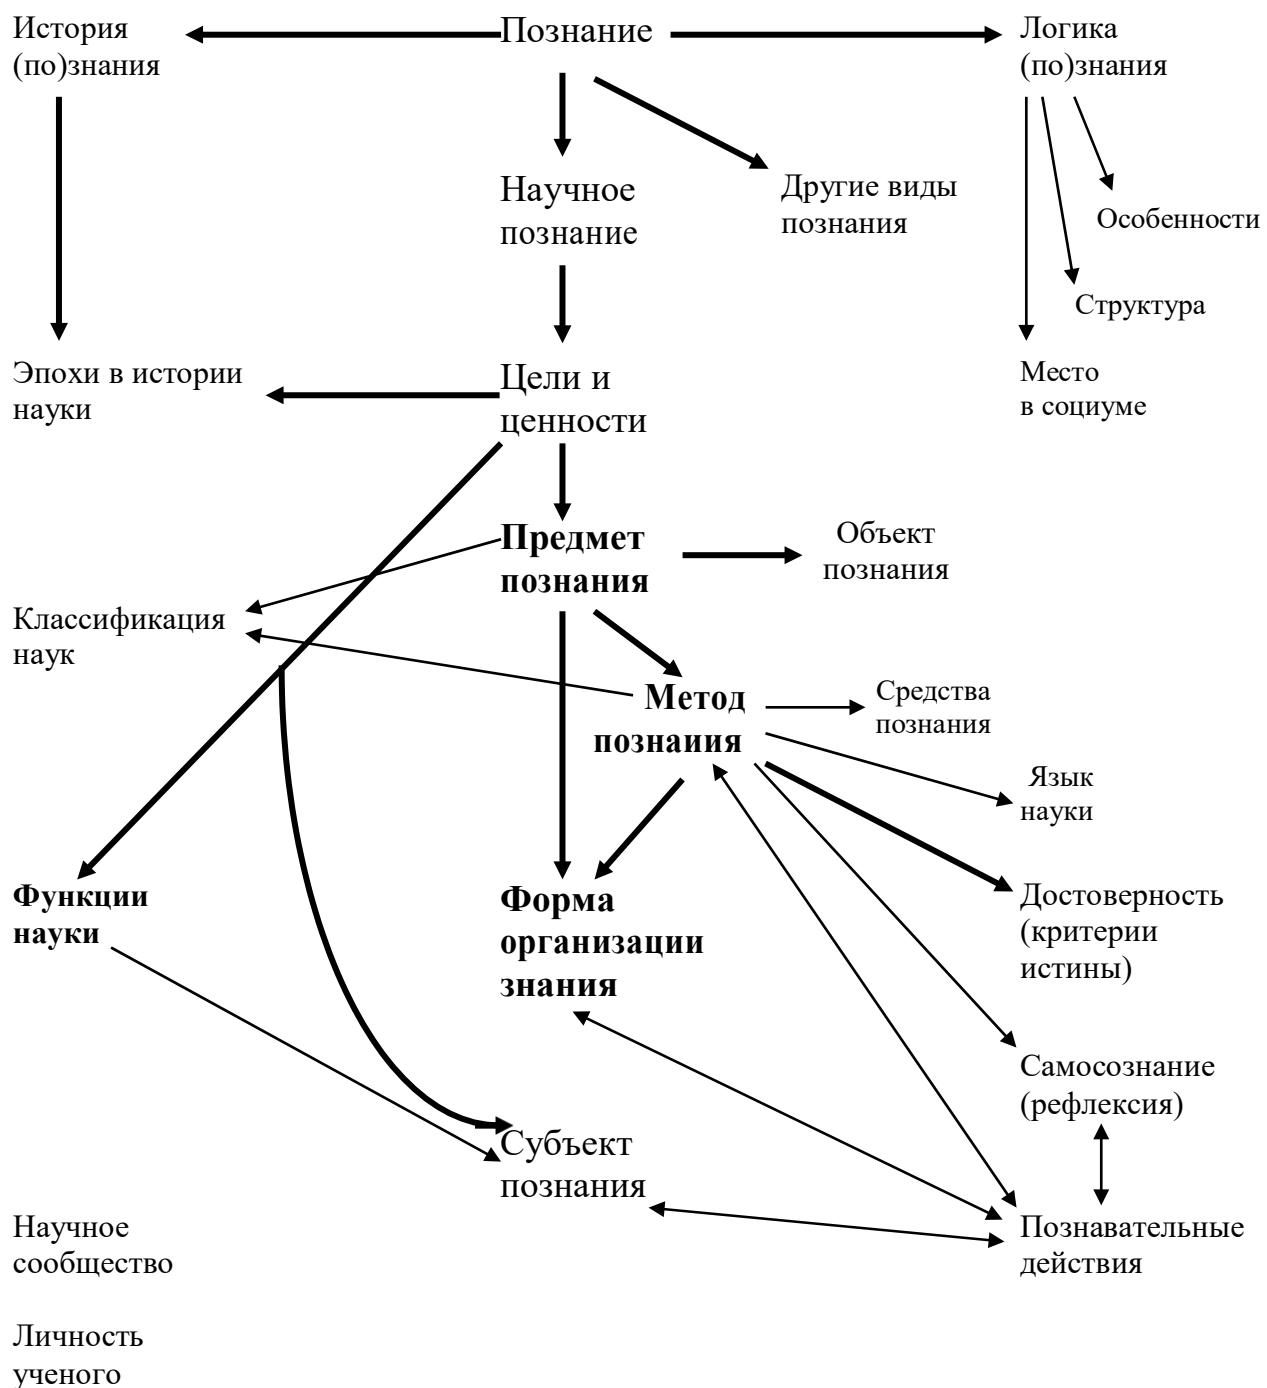 История
(по)знания
Познание
Логика
(по)знания
Научное
познание
Другие виды
познания
Особенности
Структура
Эпохи в истории
науки
Цели и
ценности
Место
в социуме
Предмет
познания
Объект
познания
Классификация
наук
Метод
познаиия
Средства
познания
Язык
науки
Функции
науки
Форма
организации
знания
Достоверность
(критерии
истины)
Самосознание
(рефлексия)
Субъект
познания
Научное
сообщество
Познавательные
действия
Личность
ученого